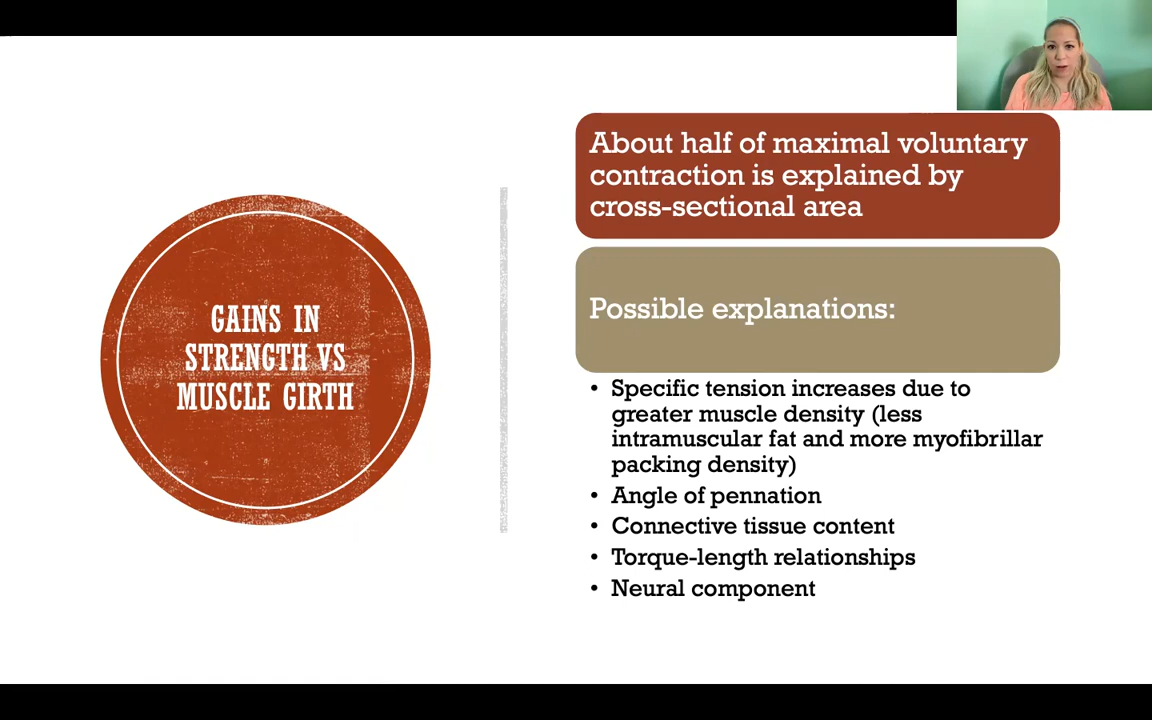 GAINS IN
STRENGTH VS
MUSCLE GIRTH
About half of maximal voluntary
contraction is explained by
cross-sectional area
Possible explanations:
• Specific tension increases due to
greater muscle density (less
intramuscular fat and more myofibrillar
packing density)
• Angle of pennation
• Connective tissue content
• Torque-length relationships
• Neural component